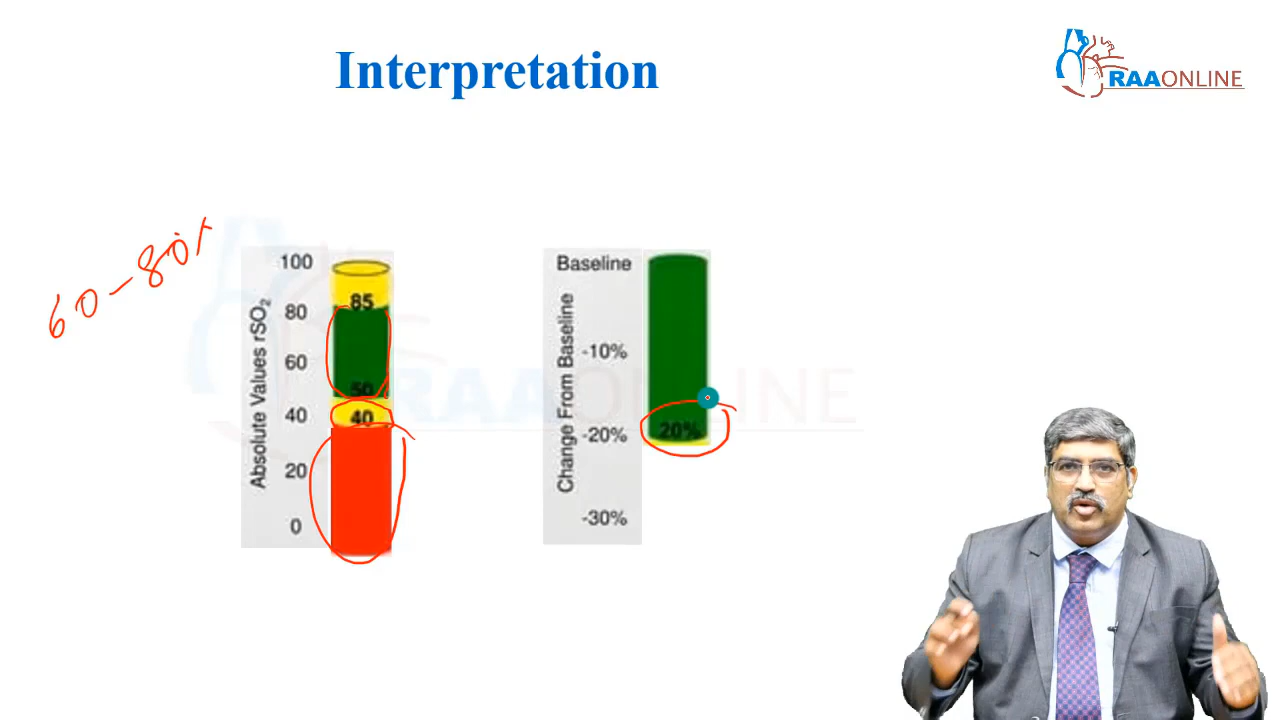 Interpretation
RAAONLINE
60-80%
Absolute Values rSO₂
100
80
60
40
20
0
85
50
40
Change From Baseline
Baseline
-10%
-20%
-30%
20%
RAAONLINE